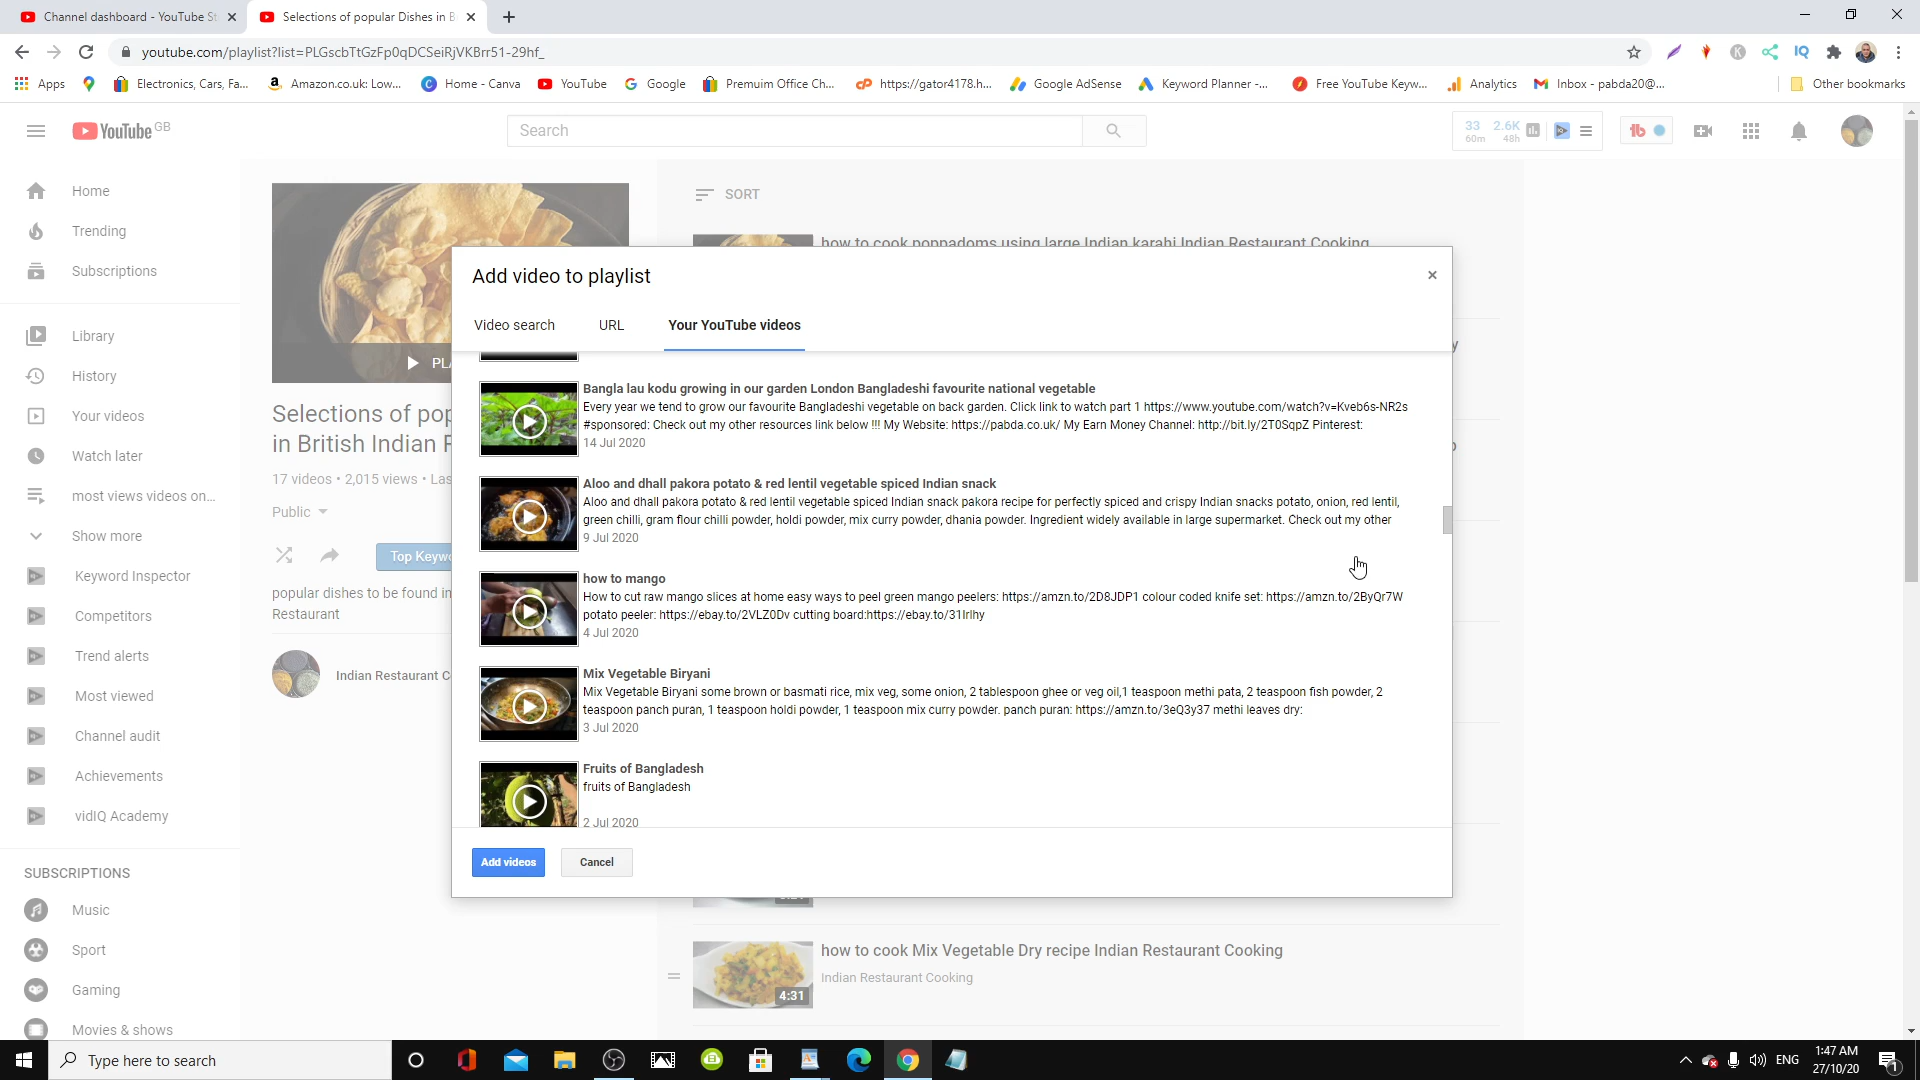 Channel dashboard - YouTube St
Selections of popular Dishes in B
youtube.com/playlist?list=PLGscbTtGzFp0qDCSeiRjVKBrr51-29hf_
Apps
Electronics, Cars, Fa...
Amazon.co.uk: Low...
Home - Canva
YouTube
Google
Premuim Office Ch...
https://gator4178.h...
Google AdSense
Keyword Planner -...
Free YouTube Keyw...
Analytics
Inbox - pabda20@...
Other bookmarks
YouTube GB
Search
33 2.6K
60m 48h
Home
Trending
Subscriptions
Library
History
Your videos
Watch later
most views videos on...
Show more
Keyword Inspector
Competitors
Trend alerts
Most viewed
Channel audit
Achievements
vidIQ Academy
SUBSCRIPTIONS
Music
Sport
Gaming
Movies & shows
Selections of pop
in British Indian R
17 videos • 2,015 views • Las
Public
Top Keywo
popular dishes to be found in
Restaurant
Indian Restaurant C
SORT
how to cook poppadoms using large Indian karahi Indian Restaurant Cooking
Add video to playlist
Video search
URL
Your YouTube videos
Bangla lau kodu growing in our garden London Bangladeshi favourite national vegetable
Every year we tend to grow our favourite Bangladeshi vegetable on back garden. Click link to watch part 1 https://www.youtube.com/watch?v=Kveb6s-NR2s
#sponsored: Check out my other resources link below !!! My Website: https://pabda.co.uk/ My Earn Money Channel: http://bit.ly/2T0SqpZ Pinterest:
14 Jul 2020
Aloo and dhall pakora potato & red lentil vegetable spiced Indian snack
Aloo and dhall pakora potato & red lentil vegetable spiced Indian snack pakora recipe for perfectly spiced and crispy Indian snacks potato, onion, red lentil,
green chilli, gram flour chilli powder, holdi powder, mix curry powder, dhania powder. Ingredient widely available in large supermarket. Check out my other
9 Jul 2020
how to mango
How to cut raw mango slices at home easy ways to peel green mango peelers: https://amzn.to/2D8JDP1 colour coded knife set: https://amzn.to/2ByQr7W
potato peeler: https://ebay.to/2VLZ0Dv cutting board:https://ebay.to/31lrlhy
4 Jul 2020
Mix Vegetable Biryani
Mix Vegetable Biryani some brown or basmati rice, mix veg, some onion, 2 tablespoon ghee or veg oil,1 teaspoon methi pata, 2 teaspoon fish powder, 2
teaspoon panch puran, 1 teaspoon holdi powder, 1 teaspoon mix curry powder. panch puran: https://amzn.to/3eQ3y37 methi leaves dry:
3 Jul 2020
Fruits of Bangladesh
fruits of Bangladesh
2 Jul 2020
Add videos
Cancel
how to cook Mix Vegetable Dry recipe Indian Restaurant Cooking
Indian Restaurant Cooking
4:31
Type here to search
ENG
1:47 AM
27/10/20
1